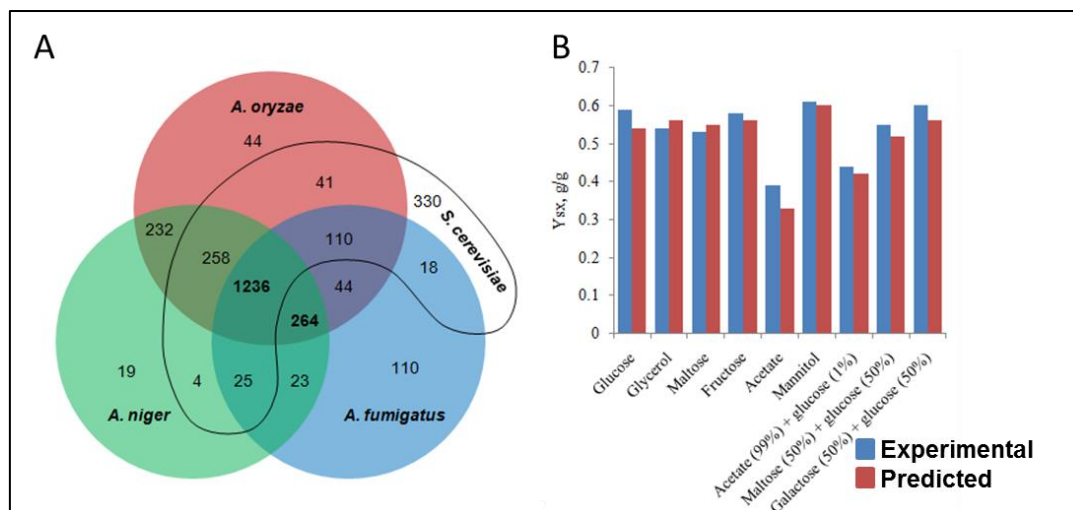 A
A. oryzae
44
41
330
S. cerevisiae
232
110
258
18
1236
44
264
19
4
25
23
110
A. niger
A. fumigatus
B
Ysx, g/g
0.7
0.6
0.5
0.4
0.3
0.2
0.1
0
Glucose
Glycerol
Maltose
Fructose
Acetate
Mannitol
Acetate (99%) + glucose (1%)
Maltose (50%) + glucose (50%)
Galactose (50%) + glucose (50%)
Experimental
Predicted